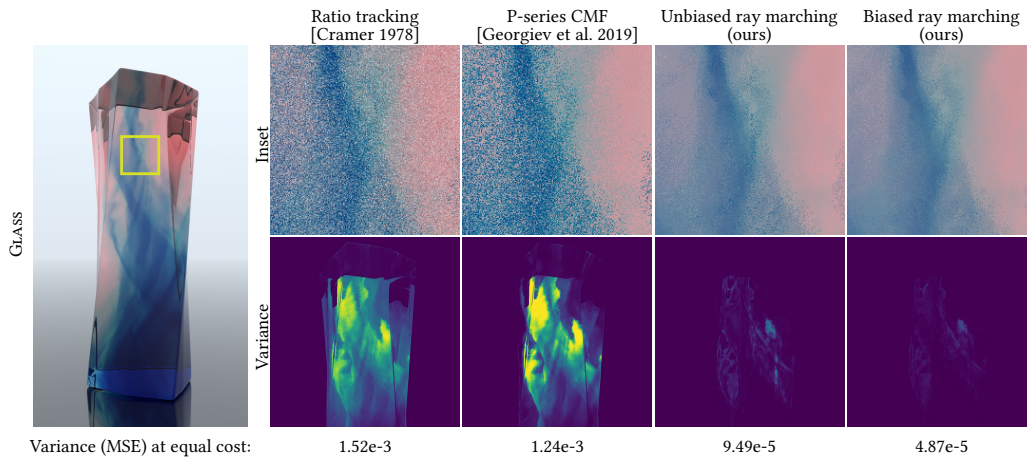 Ratio tracking
[Cramer 1978]
P-series CMF
[Georgiev et al. 2019]
Unbiased ray marching
(ours)
Biased ray marching
(ours)
GLASS
Inset
Variance
Variance (MSE) at equal cost:
1.52e-3
1.24e-3
9.49e-5
4.87e-5